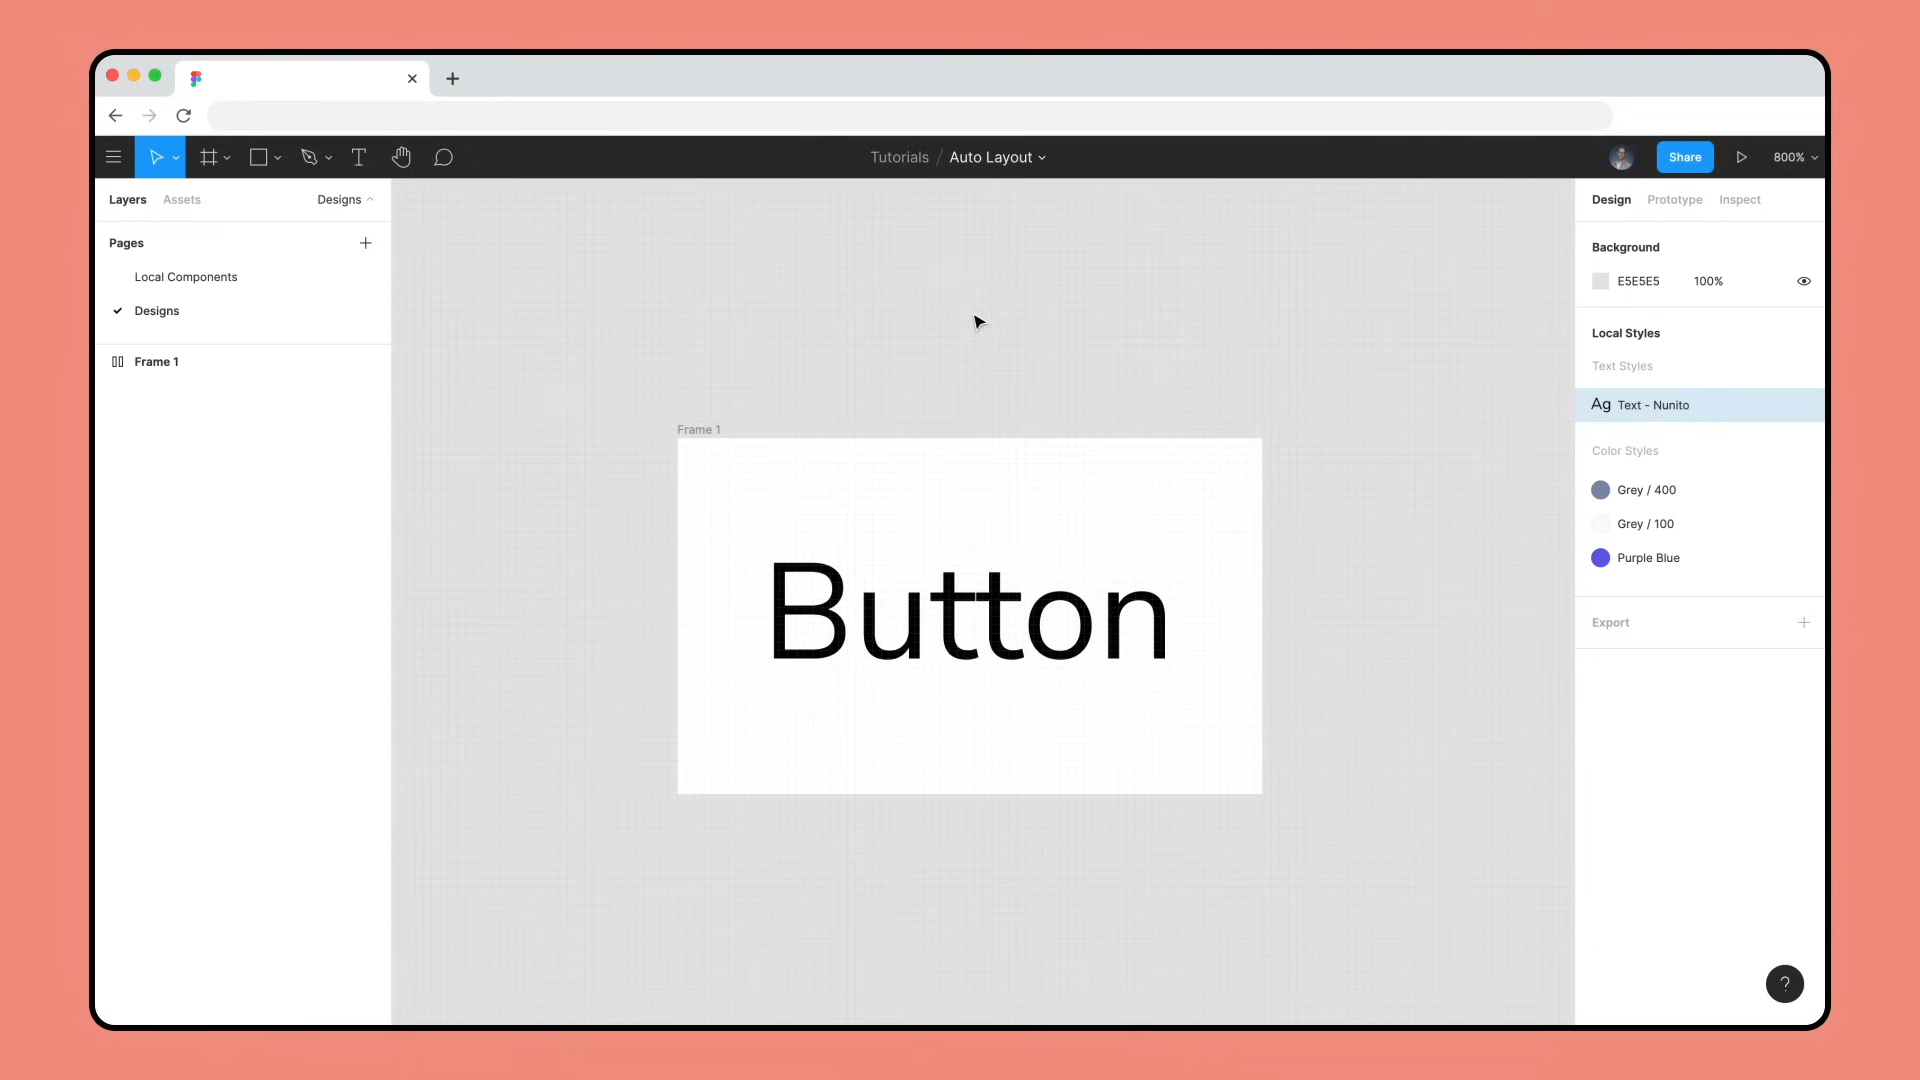 Tutorials / Auto Layout
Share
800%
Layers
Assets
Designs
Pages
Local Components
Designs
Frame 1
Frame 1
Button
Design
Prototype
Inspect
Background
E5E5E5 100%
Local Styles
Text Styles
Ag Text - Nunito
Color Styles
Grey / 400
Grey / 100
Purple Blue
Export
?